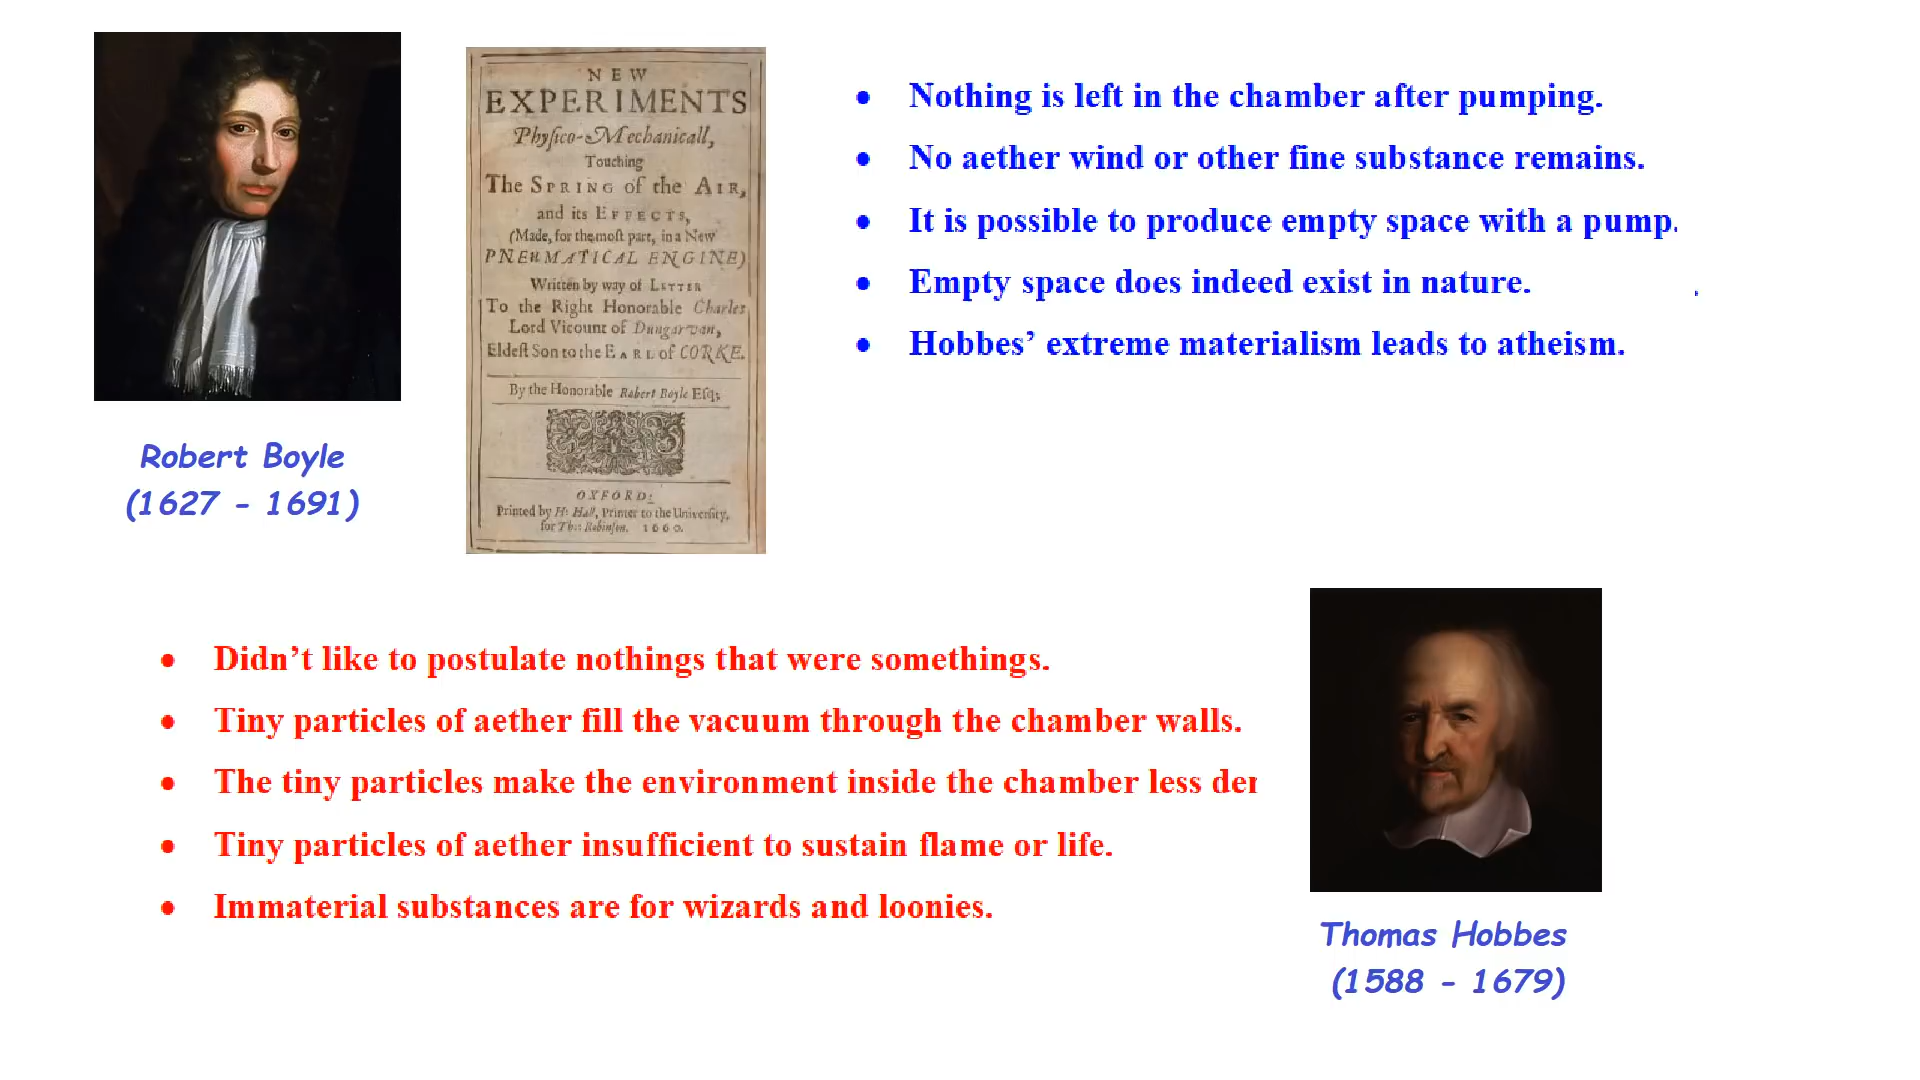 NEW
EXPERIMENTS
Phyſico-Mechanicall,
Touching
The SPRING of the AIR,
and its EFFECTS,
(Made, for the moſt part, in a New
PNEUMATICAL ENGINE)
Written by way of LETTER
To the Right Honorable Charles
Lord Vicount of Dungarvan,
Eldeſt Son to the EARL of CORKE.
By the Honorable Robert Boyle Eſq;
OXFORD:
Printed by H: Hall, Printer to the Univerſity,
for Tho: Robinſon. 1660.
• Nothing is left in the chamber after pumping.
• No aether wind or other fine substance remains.
• It is possible to produce empty space with a pump.
• Empty space does indeed exist in nature.
• Hobbes’ extreme materialism leads to atheism.
Robert Boyle
(1627 - 1691)
• Didn’t like to postulate nothings that were somethings.
• Tiny particles of aether fill the vacuum through the chamber walls.
• The tiny particles make the environment inside the chamber less
• Tiny particles of aether insufficient to sustain flame or life.
• Immaterial substances are for wizards and loonies.
Thomas Hobbes
(1588 - 1679)